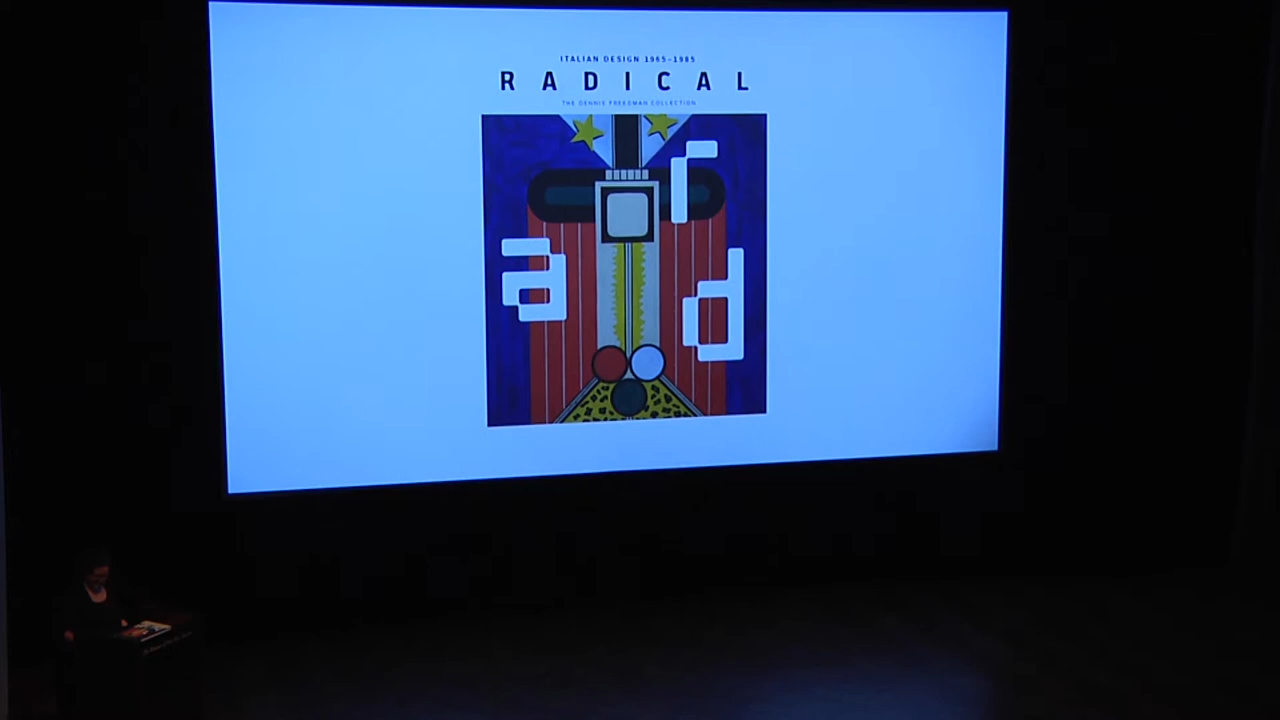 ITALIAN DESIGN 1965–1985
RADICAL
THE DENNIS FREEDMAN COLLECTION
r
a
d